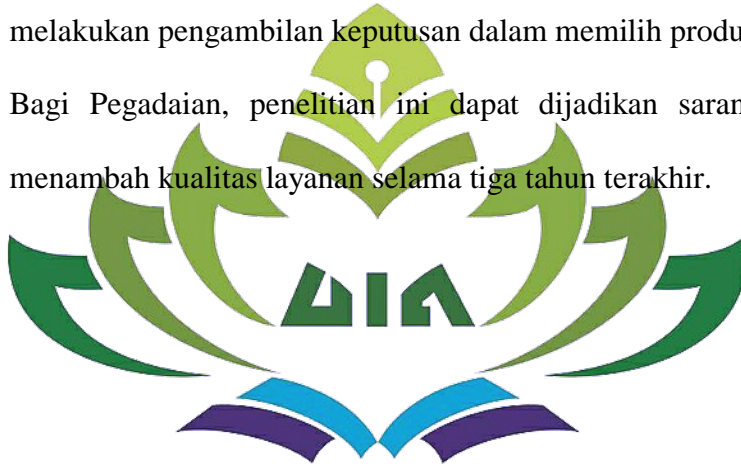 melakukan pengambilan keputusan dalam memilih produ
Bagi Pegadaian, penelitian ini dapat dijadikan saran
menambah kualitas layanan selama tiga tahun terakhir.